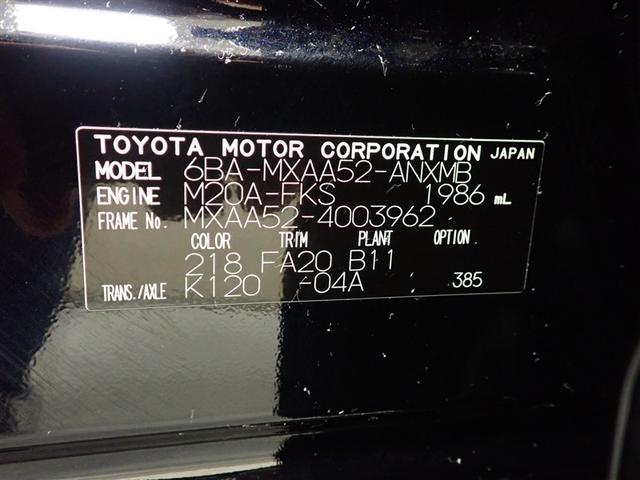 TOYOTA MOTOR CORPORATION JAPAN
MODEL 6BA-MXAA52-ANXMB
ENGINE M20A-FKS 1986 mL
FRAME No. MXAA52-4003962
COLOR TRIM PLANT OPTION
218 FA20 B11
TRANS./AXLE K120 -04A 385